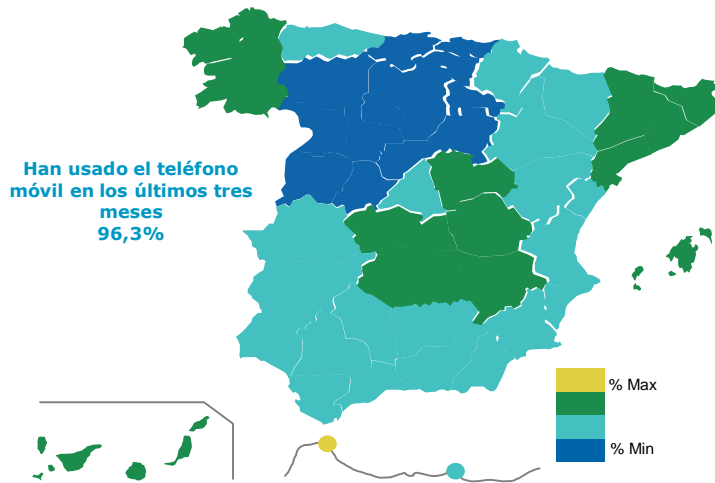 Han usado el teléfono
móvil en los últimos tres
meses
96,3%
% Max
% Min